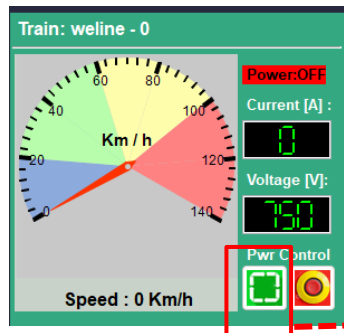 Train: weline - 0
Power:OFF
Current [A] :
0
Voltage [V]:
750
Pwr Control
60
80
40
100
Km / h
20
120
0
140
Speed : 0 Km/h